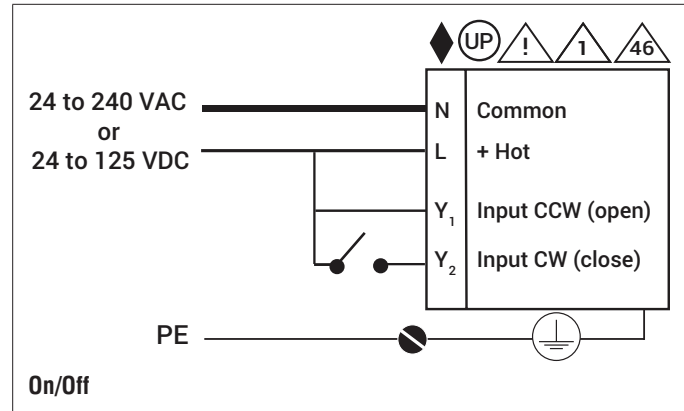 UP ! 1 46
24 to 240 VAC
or
24 to 125 VDC
N Common
L + Hot
Y₁ Input CCW (open)
Y₂ Input CW (close)
PE
On/Off